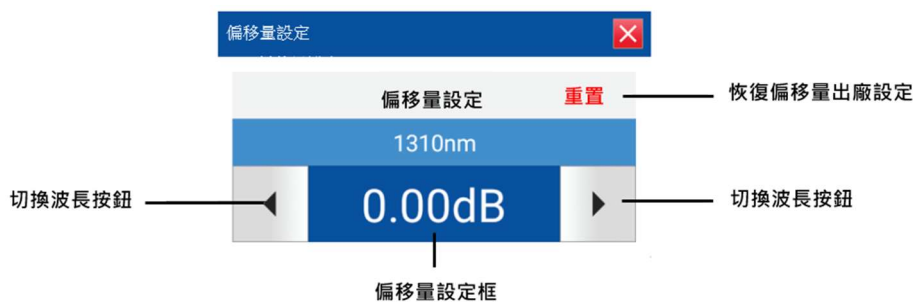 偏移量設定
偏移量設定
重置
恢復偏移量出廠設定
1310nm
切換波長按鈕
0.00dB
切換波長按鈕
偏移量設定框